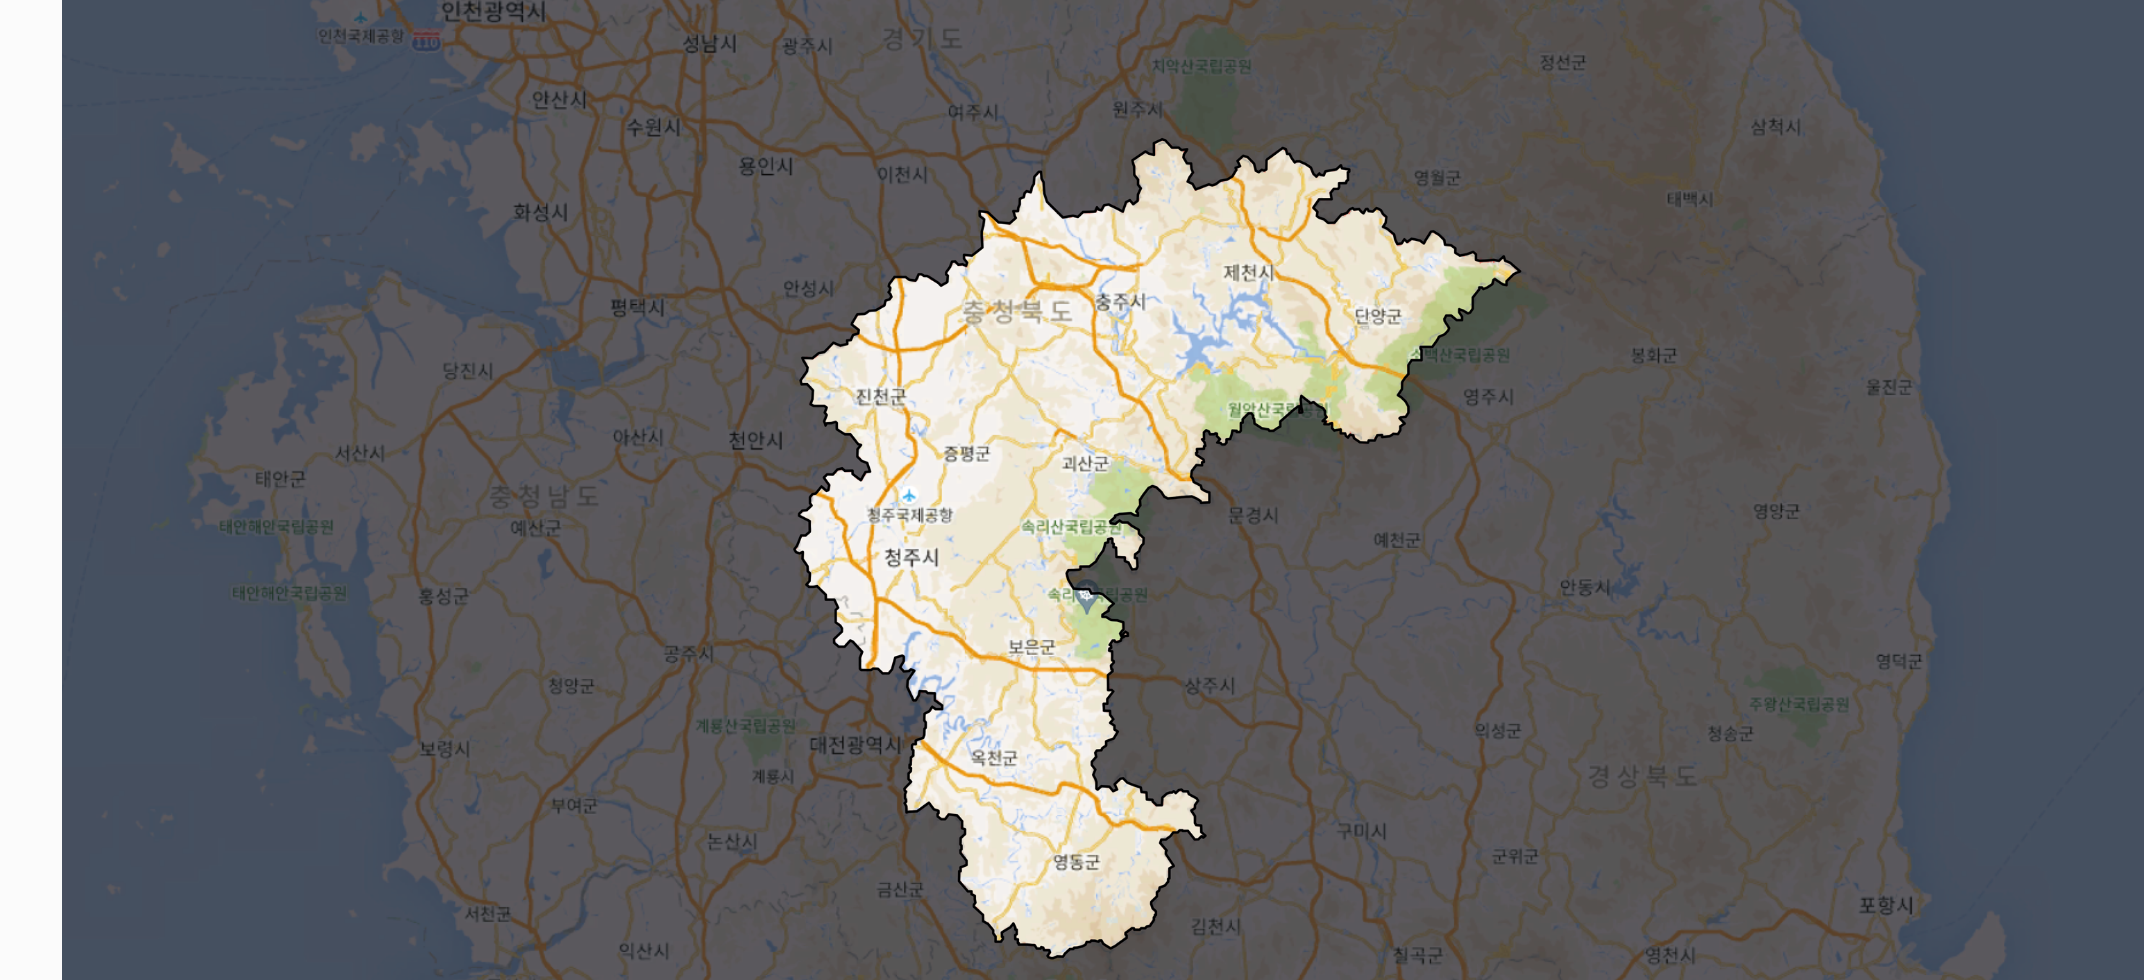 인천광역시
인천국제공항
110
성남시
광주시
경기도
치악산국립공원
정선군
안산시
수원시
여주시
원주시
삼척시
용인시
이천시
영월군
태백시
화성시
안성시
평택시
제천시
충주시
충청북도
단양군
소백산국립공원
봉화군
당진시
울진군
진천군
영주시
월악산국립공원
아산시
천안시
서산시
증평군
괴산군
태안군
충청남도
예산군
태안해안국립공원
청주국제공항
속리산국립공원
문경시
영양군
예천군
청주시
안동시
태안해안국립공원
홍성군
속리산국립공원
공주시
보은군
영덕군
청양군
상주시
계룡산국립공원
주왕산국립공원
의성군
청송군
보령시
대전광역시
옥천군
계룡시
경상북도
부여군
논산시
구미시
군위군
영동군
금산군
서천군
포항시
익산시
김천시
칠곡군
영천시